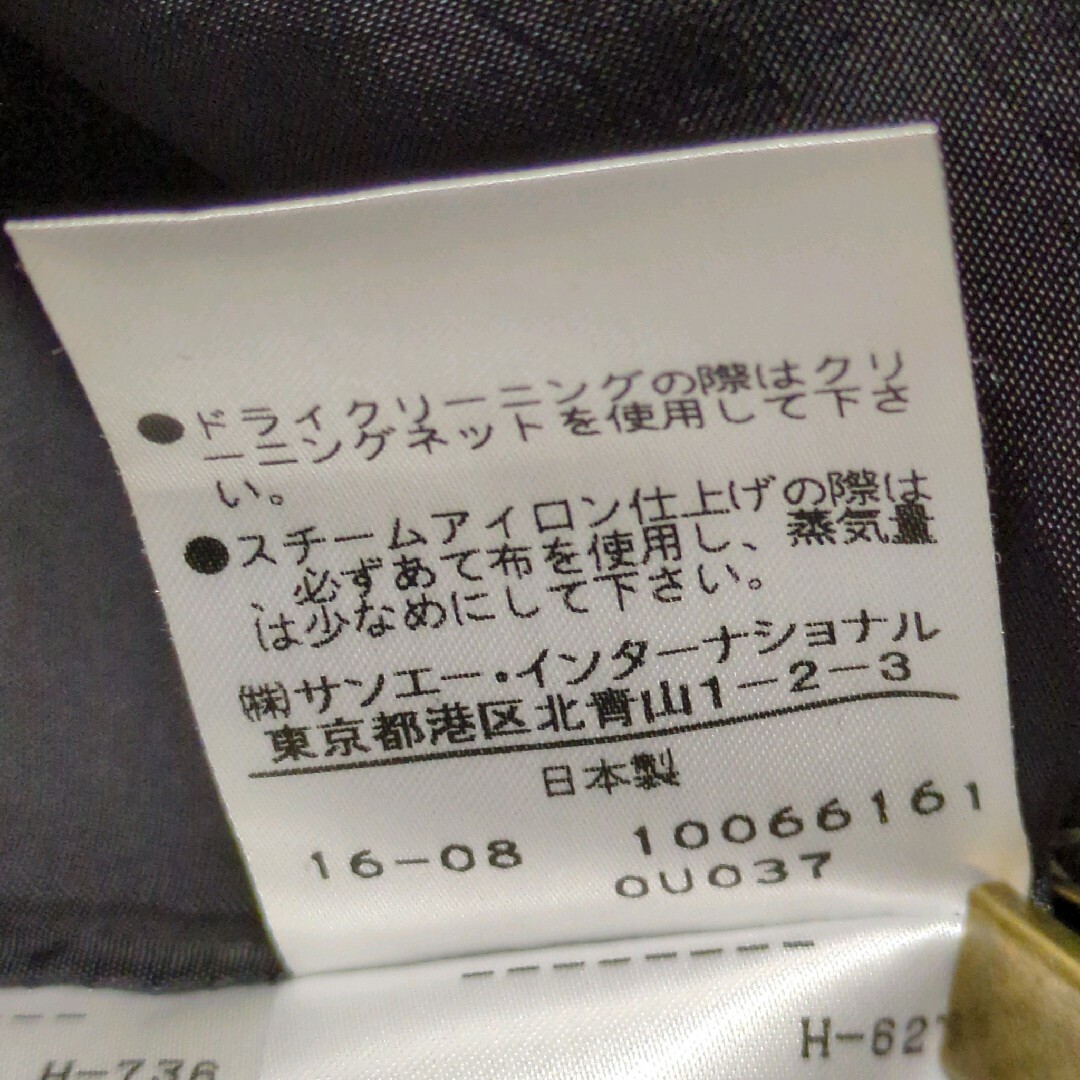 ●ドライクリーニングの際はクリ
ーニングネットを使用して下さ
い。
●スチームアイロン仕上げの際は
、必ずあて布を使用し、蒸気量
は少なめにして下さい。
(株)サンエー・インターナショナル
東京都港区北青山1-2-3
日本製
16-08 10066161
0U037
H-736